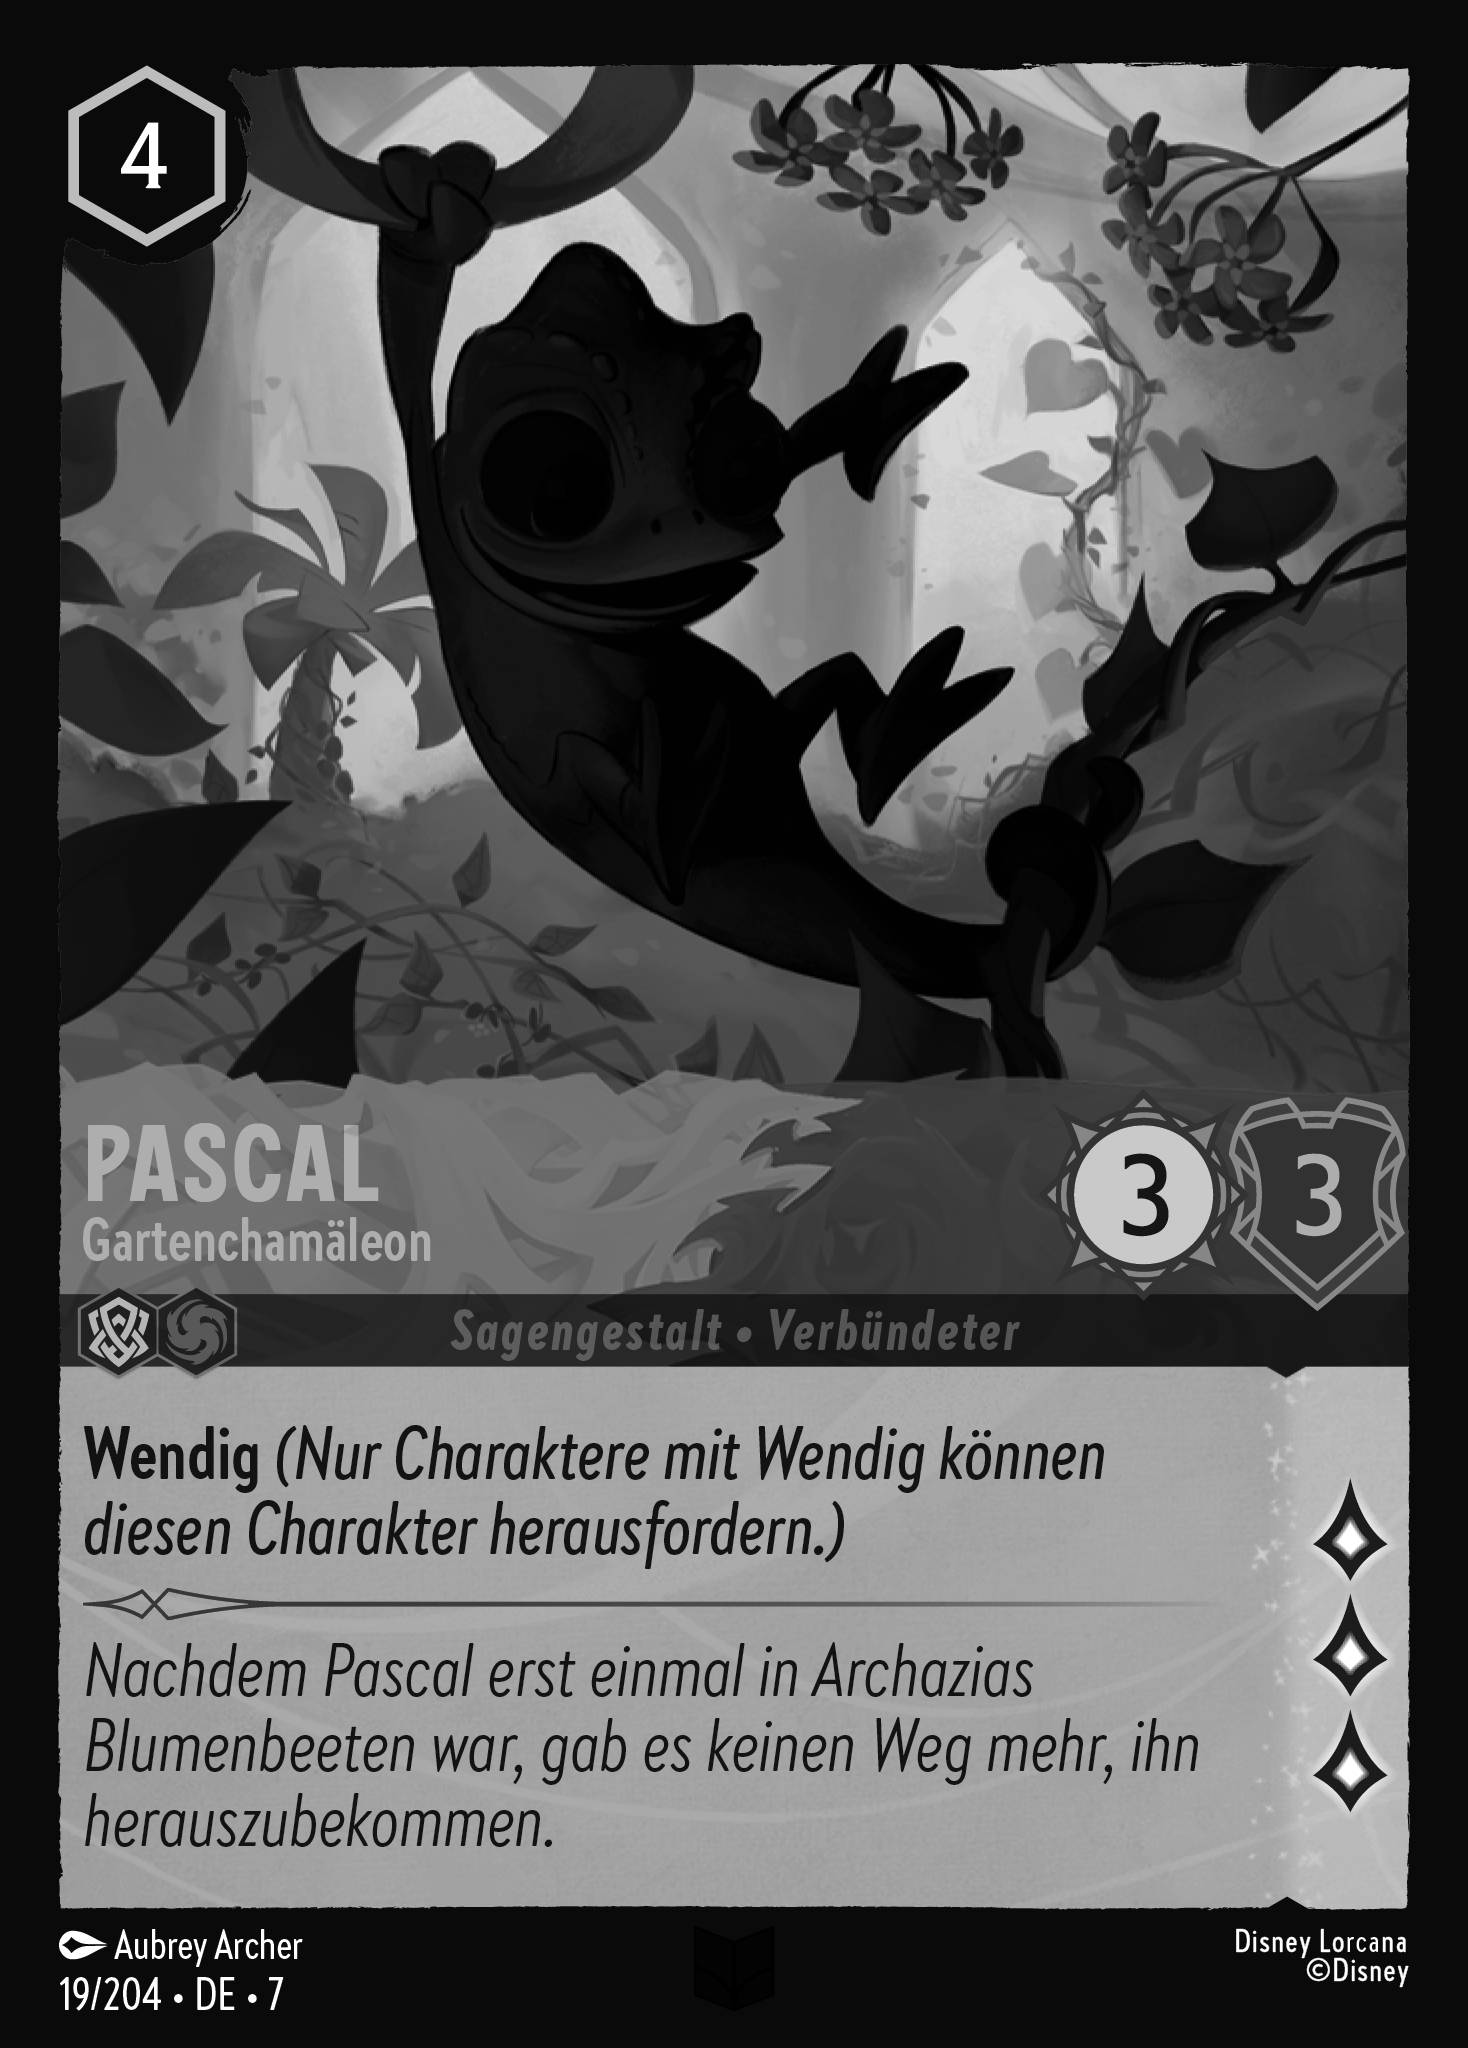 4
PASCAL
Gartenchamäleon
3
3
Sagengestalt • Verbündeter
Wendig (Nur Charaktere mit Wendig können
diesen Charakter herausfordern.)
Nachdem Pascal erst einmal in Archazias
Blumenbeeten war, gab es keinen Weg mehr, ihn
herauszubekommen.
Aubrey Archer
19/204 • DE • 7
Disney Lorcana
©Disney